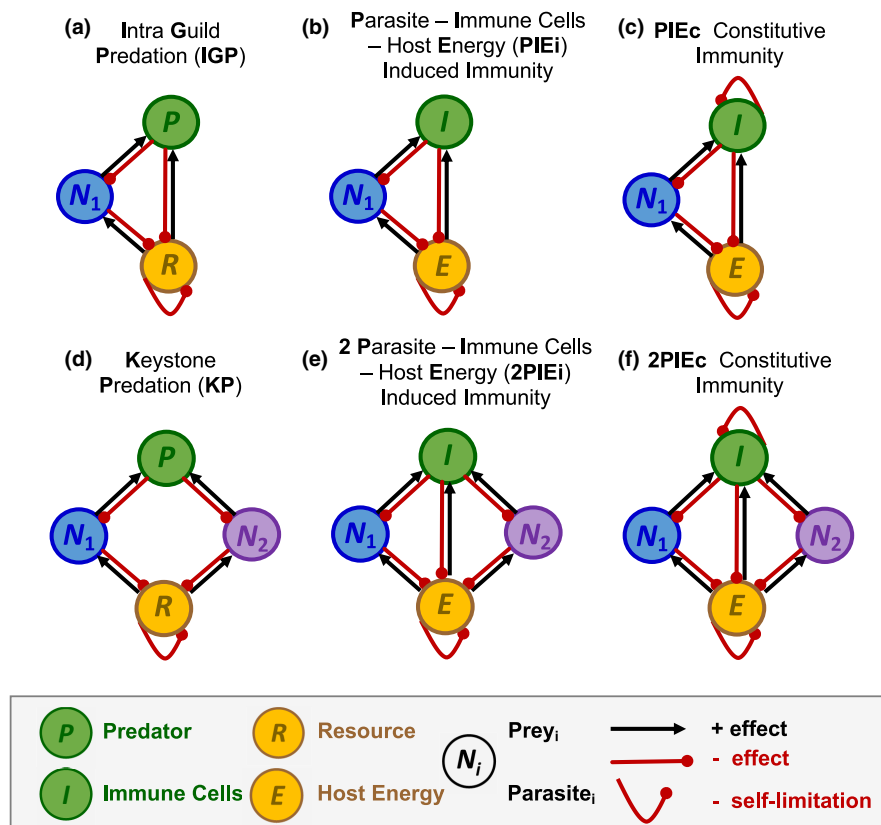 (a) Intra Guild
Predation (IGP)
P
N1
R
(b) Parasite – Immune Cells
– Host Energy (PIEi)
Induced Immunity
I
N1
E
(c) PIEc Constitutive
Immunity
I
N1
E
(d) Keystone
Predation (KP)
P
N1
N2
R
(e) 2 Parasite – Immune Cells
– Host Energy (2PIEi)
Induced Immunity
I
N1
N2
E
(f) 2PIEc Constitutive
Immunity
I
N1
N2
E
P Predator
R Resource
Ni
Preyi
+ effect
- effect
I Immune Cells
E Host Energy
Parasitei
- self-limitation